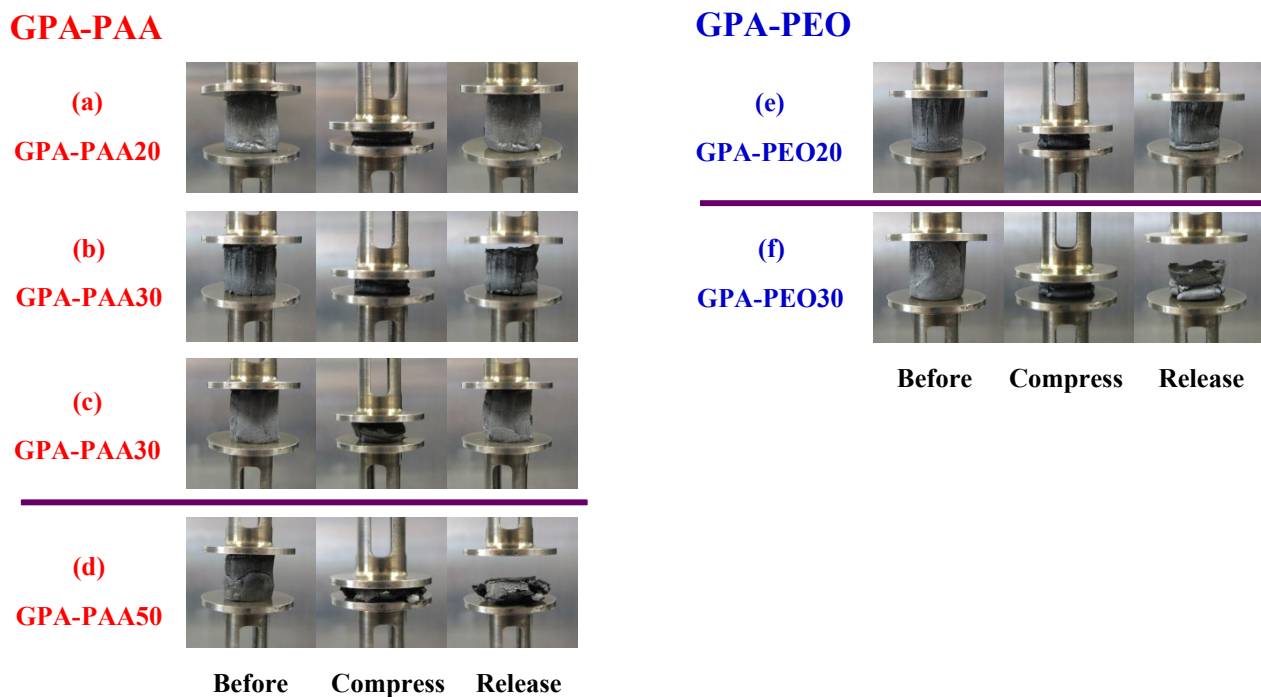 GPA-PAA
(a)
GPA-PAA20
(b)
GPA-PAA30
(c)
GPA-PAA30
(d)
GPA-PAA50
Before Compress Release
GPA-PEO
(e)
GPA-PEO20
(f)
GPA-PEO30
Before Compress Release